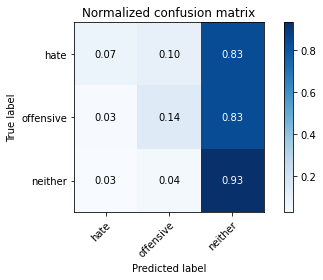 Normalized confusion matrix
True label
hate
0.07 0.10 0.83
offensive
0.03 0.14 0.83
neither
0.03 0.04 0.93
hate
offensive
neither
Predicted label
0.8
0.6
0.4
0.2